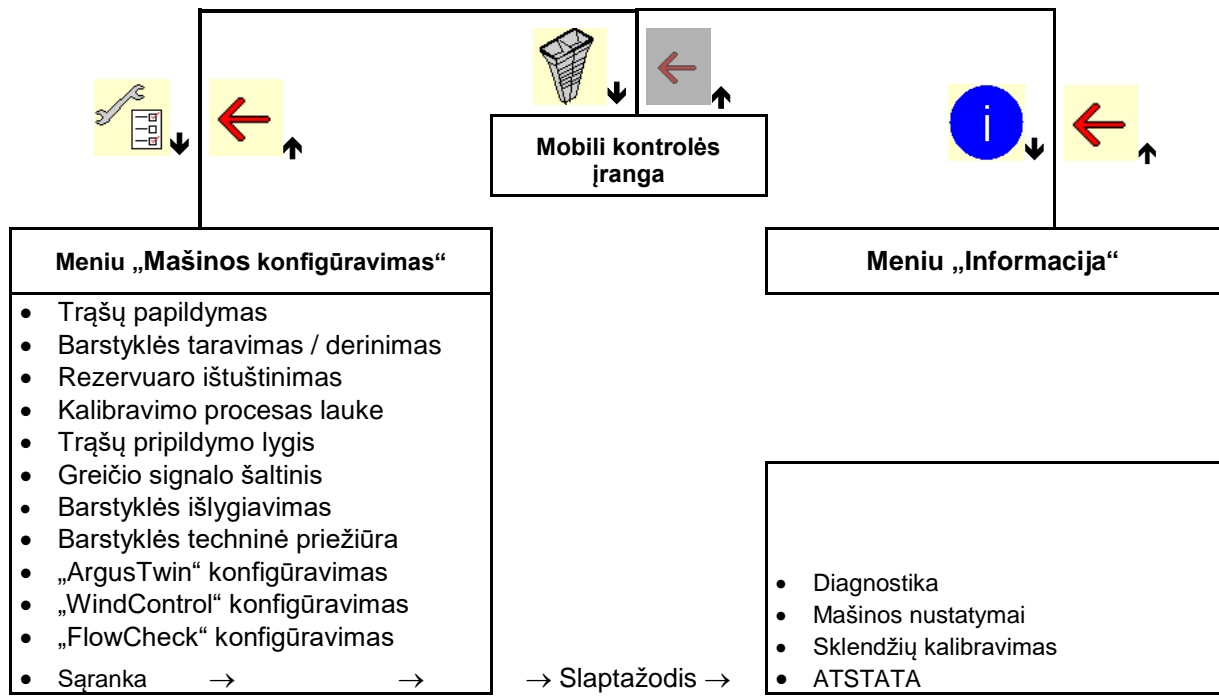 Mobili kontrolės
įranga
Meniu „Mašinos konfigūravimas“
• Trąšų papildymas
• Barstyklės taravimas / derinimas
• Rezervuaro ištuštinimas
• Kalibravimo procesas lauke
• Trąšų pripildymo lygis
• Greičio signalo šaltinis
• Barstyklės išlygiavimas
• Barstyklės techninė priežiūra
• „ArgusTwin“ konfigūravimas
• „WindControl“ konfigūravimas
• „FlowCheck“ konfigūravimas
• Sąranka → → → Slaptažodis →
Meniu „Informacija“
• Diagnostika
• Mašinos nustatymai
• Sklendžių kalibravimas
• ATSTATA